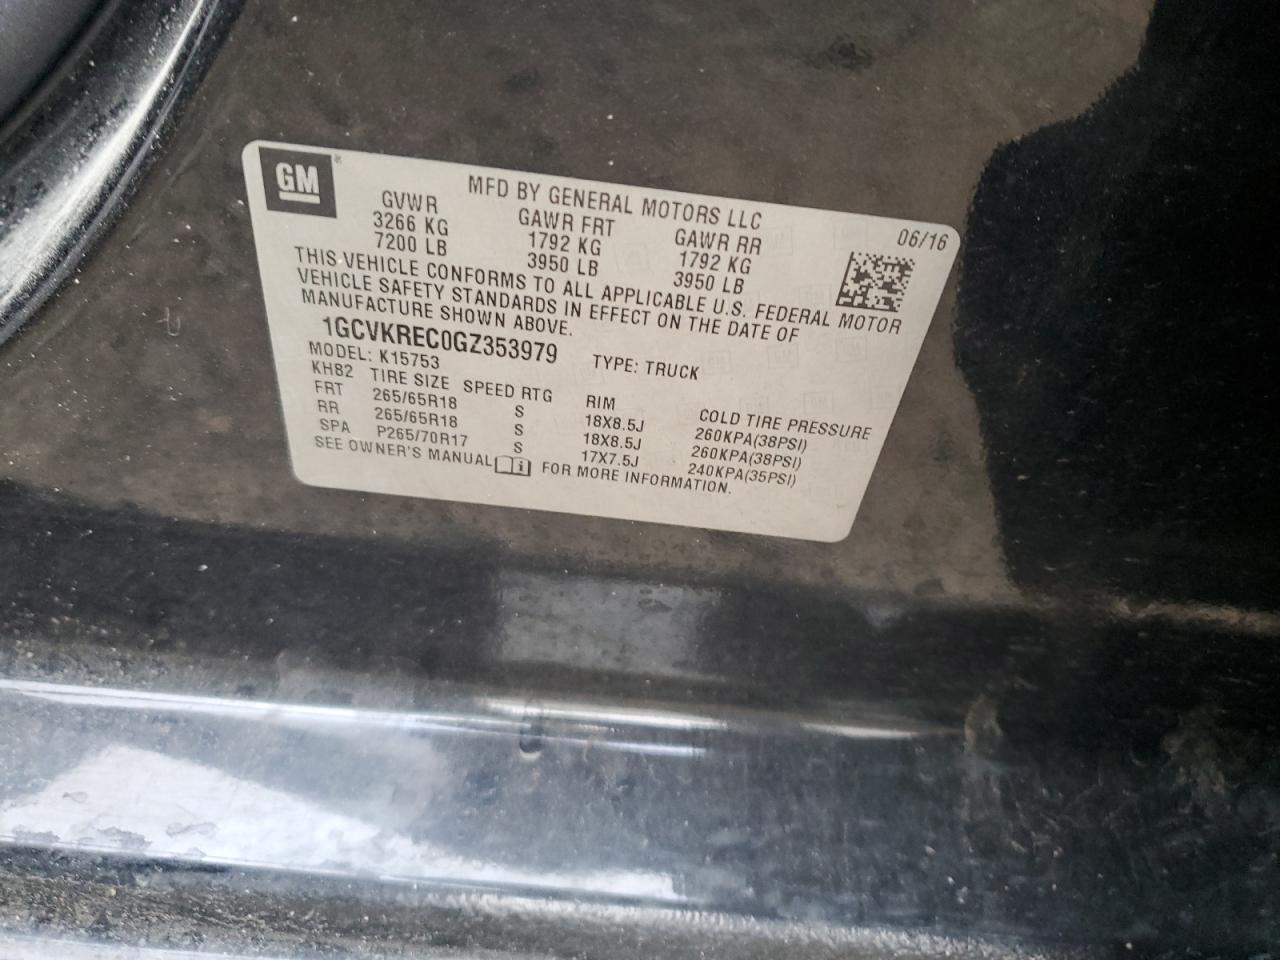 GM®
MFD BY GENERAL MOTORS LLC
06/16
GVWR GAWR FRT GAWR RR
3266 KG 1792 KG 1792 KG
7200 LB 3950 LB 3950 LB
THIS VEHICLE CONFORMS TO ALL APPLICABLE U.S. FEDERAL MOTOR
VEHICLE SAFETY STANDARDS IN EFFECT ON THE DATE OF
MANUFACTURE SHOWN ABOVE.
1GCVKREC0GZ353979 TYPE: TRUCK
MODEL: K15753
KH82 TIRE SIZE SPEED RTG RIM COLD TIRE PRESSURE
FRT 265/65R18 S 18X8.5J 260KPA(38PSI)
RR 265/65R18 S 18X8.5J 260KPA(38PSI)
SPA P265/70R17 S 17X7.5J 240KPA(35PSI)
SEE OWNER'S MANUAL FOR MORE INFORMATION.